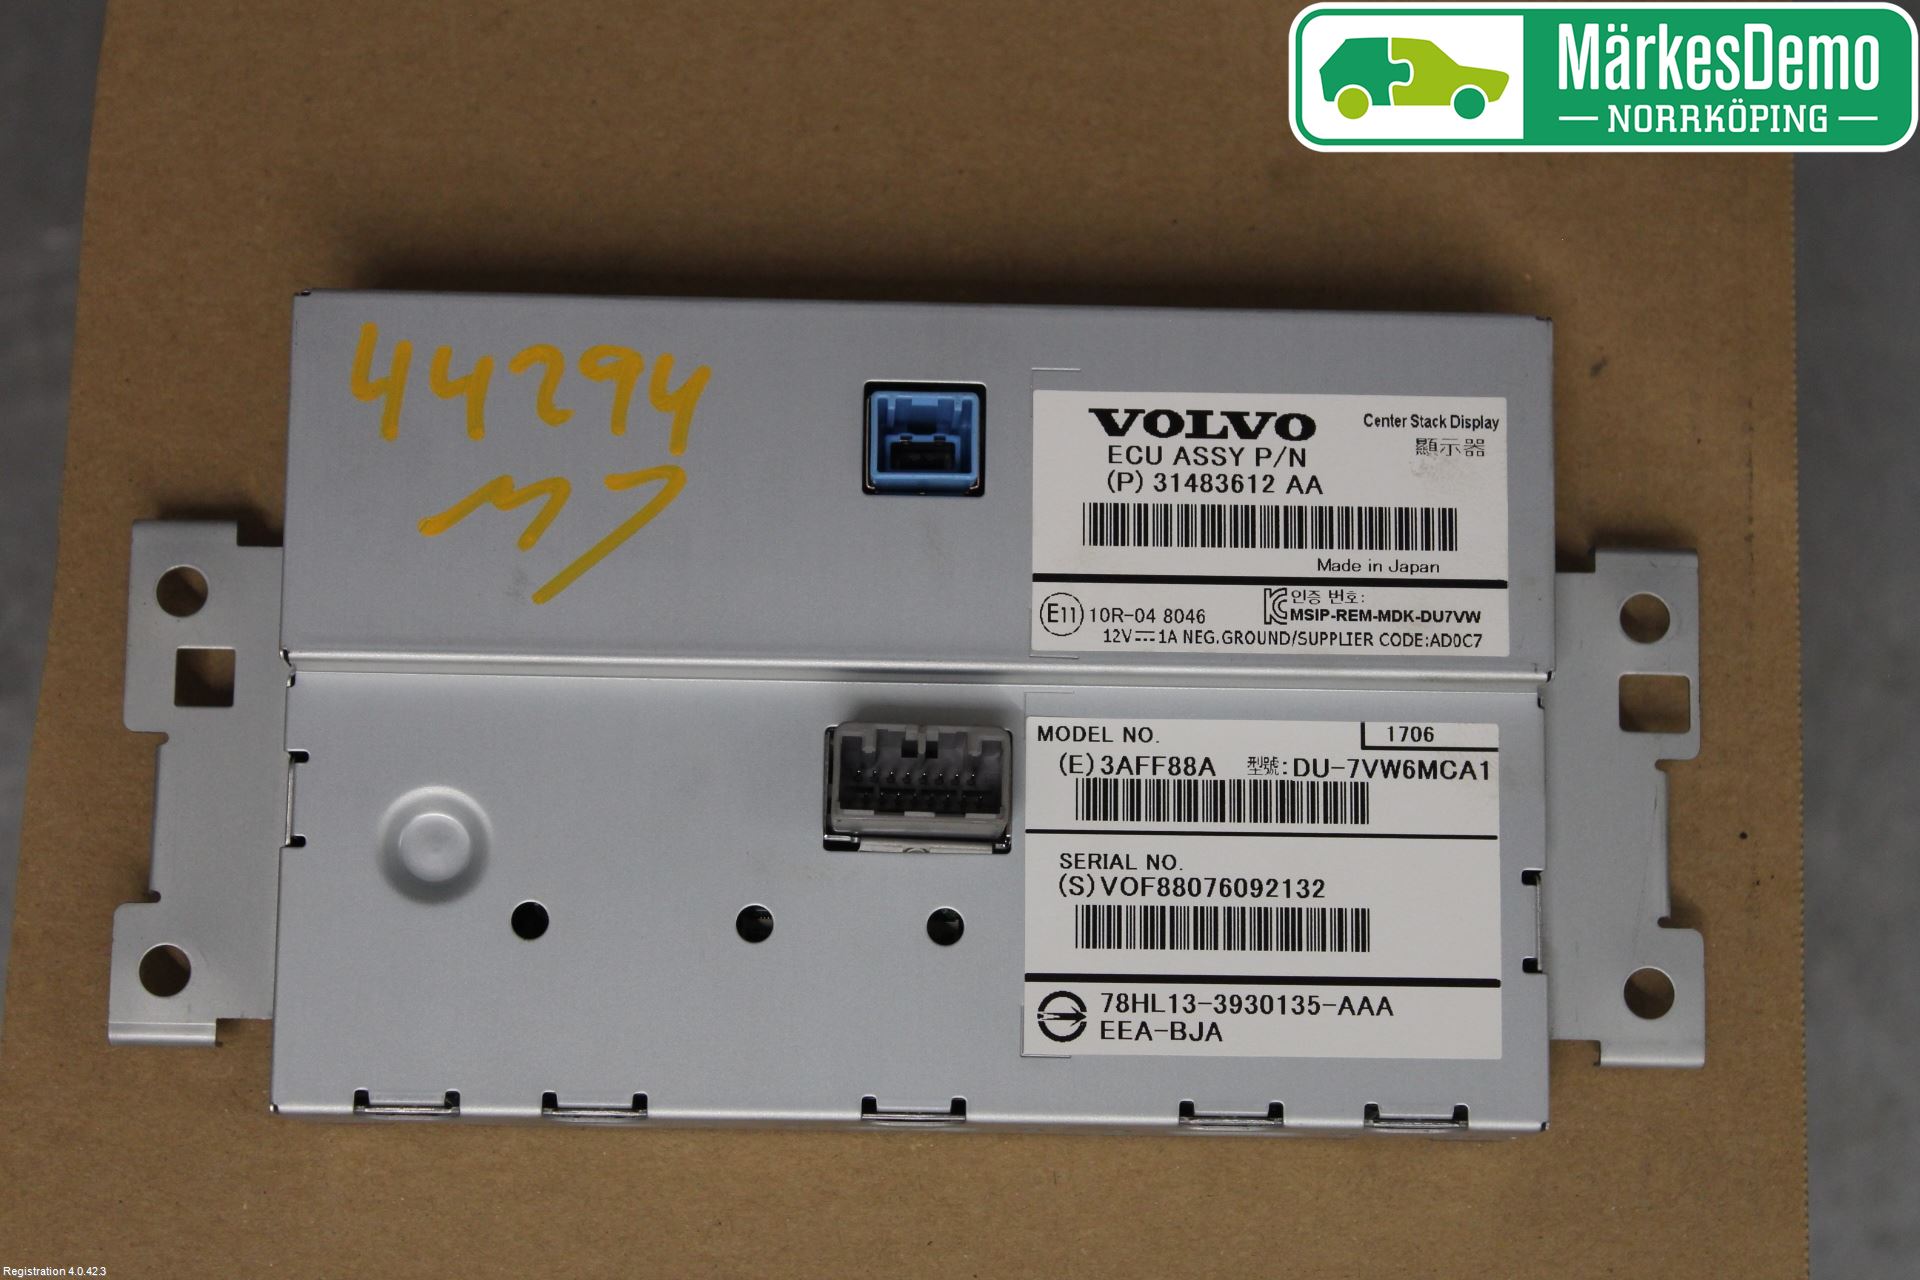 MärkesDemo
NORRKÖPING
44294
VOLVO
Center Stack Display
顯示器
ECU ASSY P/N
(P) 31483612 AA
Made in Japan
E11 10R-04 8046
인증 번호:
MSIP-REM-MDK-DU7VW
12V⎓1A NEG.GROUND/SUPPLIER CODE:AD0C7
MODEL NO.
1706
(E) 3AFF88A 型號:DU-7VW6MCA1
SERIAL NO.
(S) VOF88076092132
78HL13-3930135-AAA
EEA-BJA
Registration 4.0.42.3